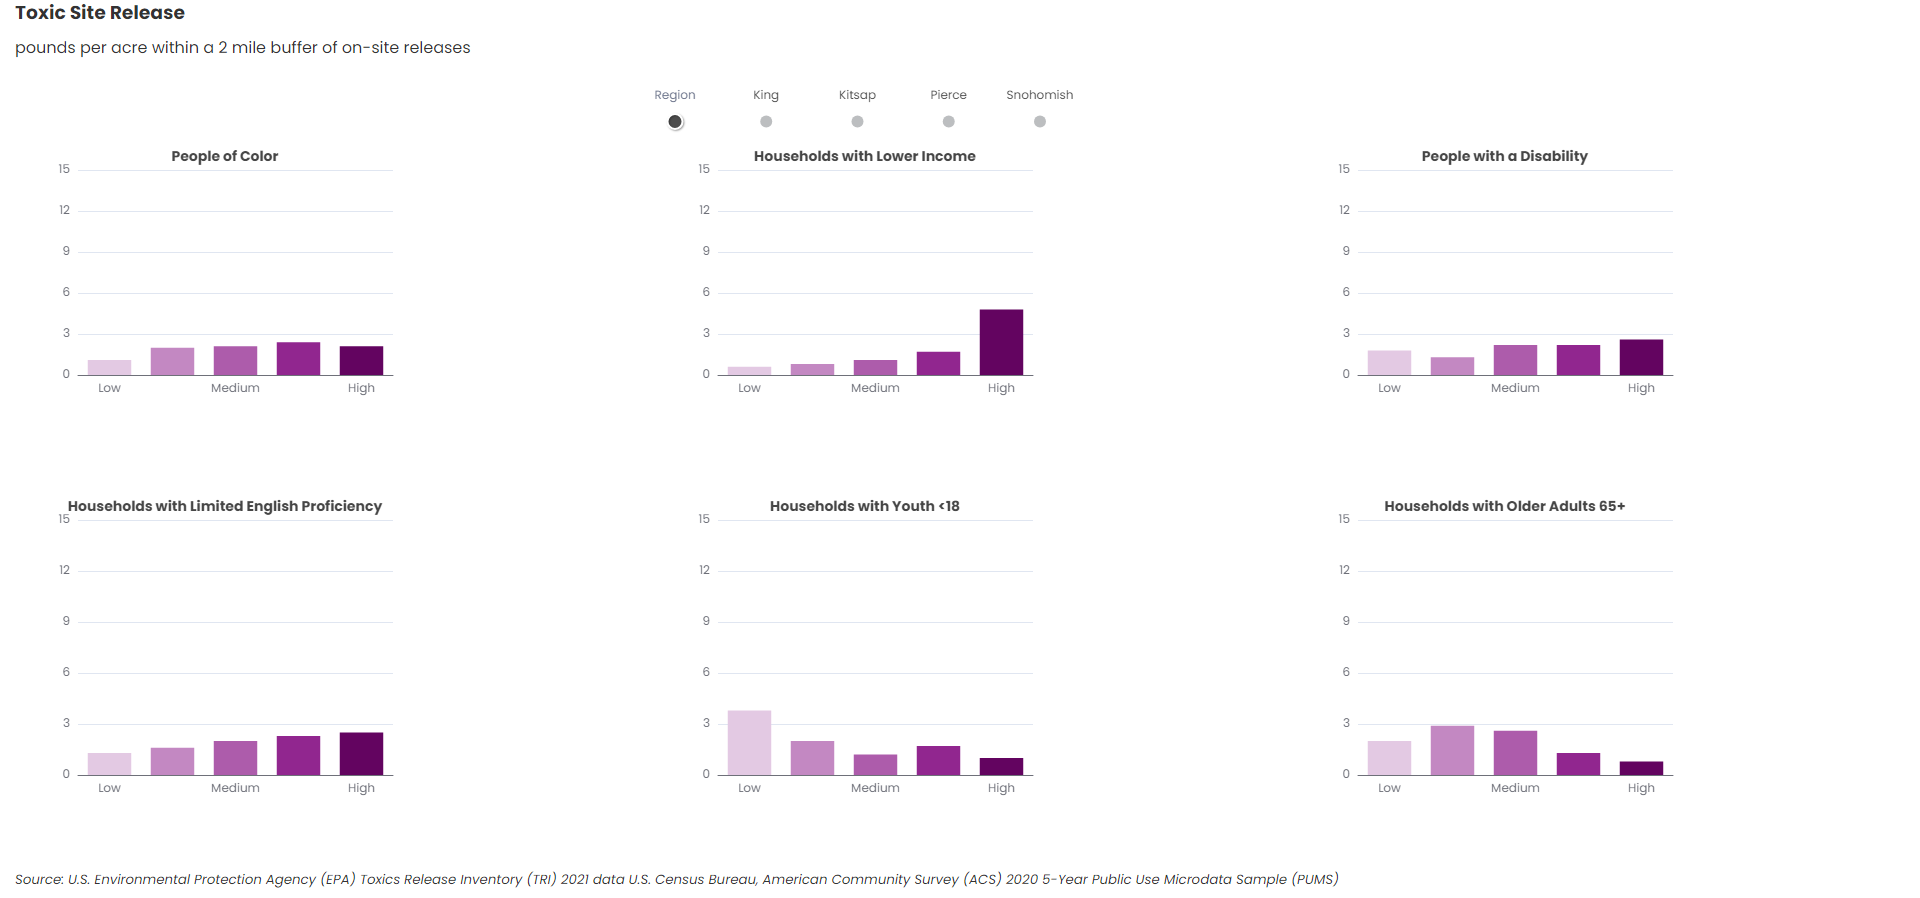 Toxic Site Release
pounds per acre within a 2 mile buffer of on-site releases
Region King Kitsap Pierce Snohomish
People of Color
15
12
9
6
3
0
Low Medium High
Households with Lower Income
15
12
9
6
3
0
Low Medium High
People with a Disability
15
12
9
6
3
0
Low Medium High
Households with Limited English Proficiency
15
12
9
6
3
0
Low Medium High
Households with Youth <18
15
12
9
6
3
0
Low Medium High
Households with Older Adults 65+
15
12
9
6
3
0
Low Medium High
Source: U.S. Environmental Protection Agency (EPA) Toxics Release Inventory (TRI) 2021 data U.S. Census Bureau, American Community Survey (ACS) 2020 5-Year Public Use Microdata Sample (PUMS)